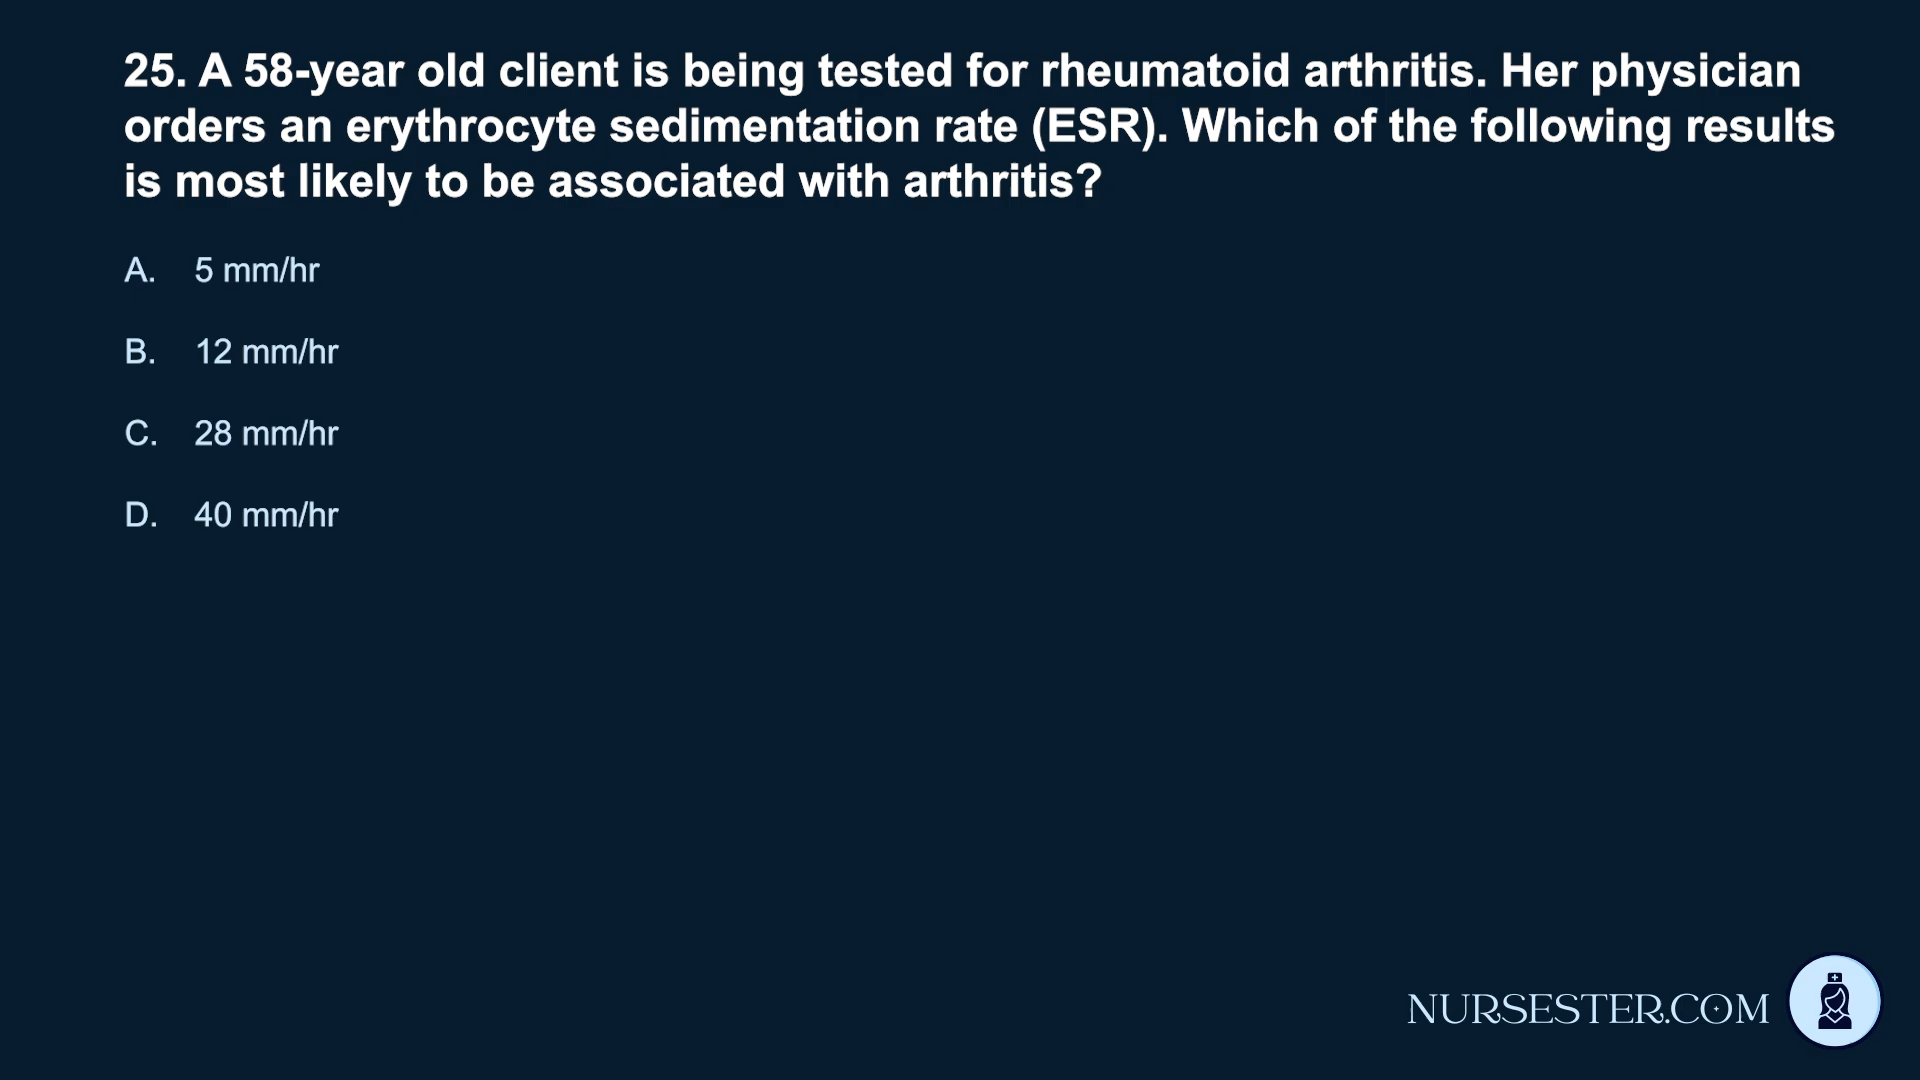 25. A 58-year old client is being tested for rheumatoid arthritis. Her physician
orders an erythrocyte sedimentation rate (ESR). Which of the following results
is most likely to be associated with arthritis?
A. 5 mm/hr
B. 12 mm/hr
C. 28 mm/hr
D. 40 mm/hr
NURSESTER.COM